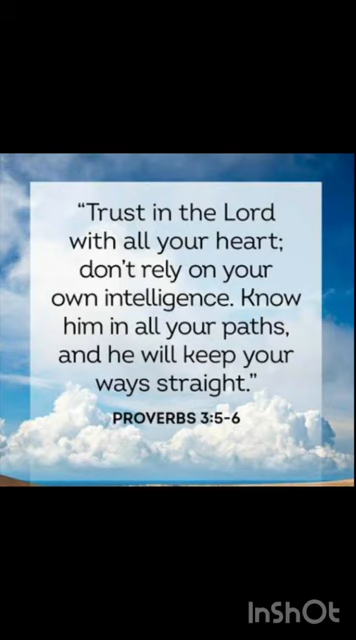 “Trust in the Lord
with all your heart;
don’t rely on your
own intelligence. Know
him in all your paths,
and he will keep your
ways straight.”
PROVERBS 3:5-6
InShOt